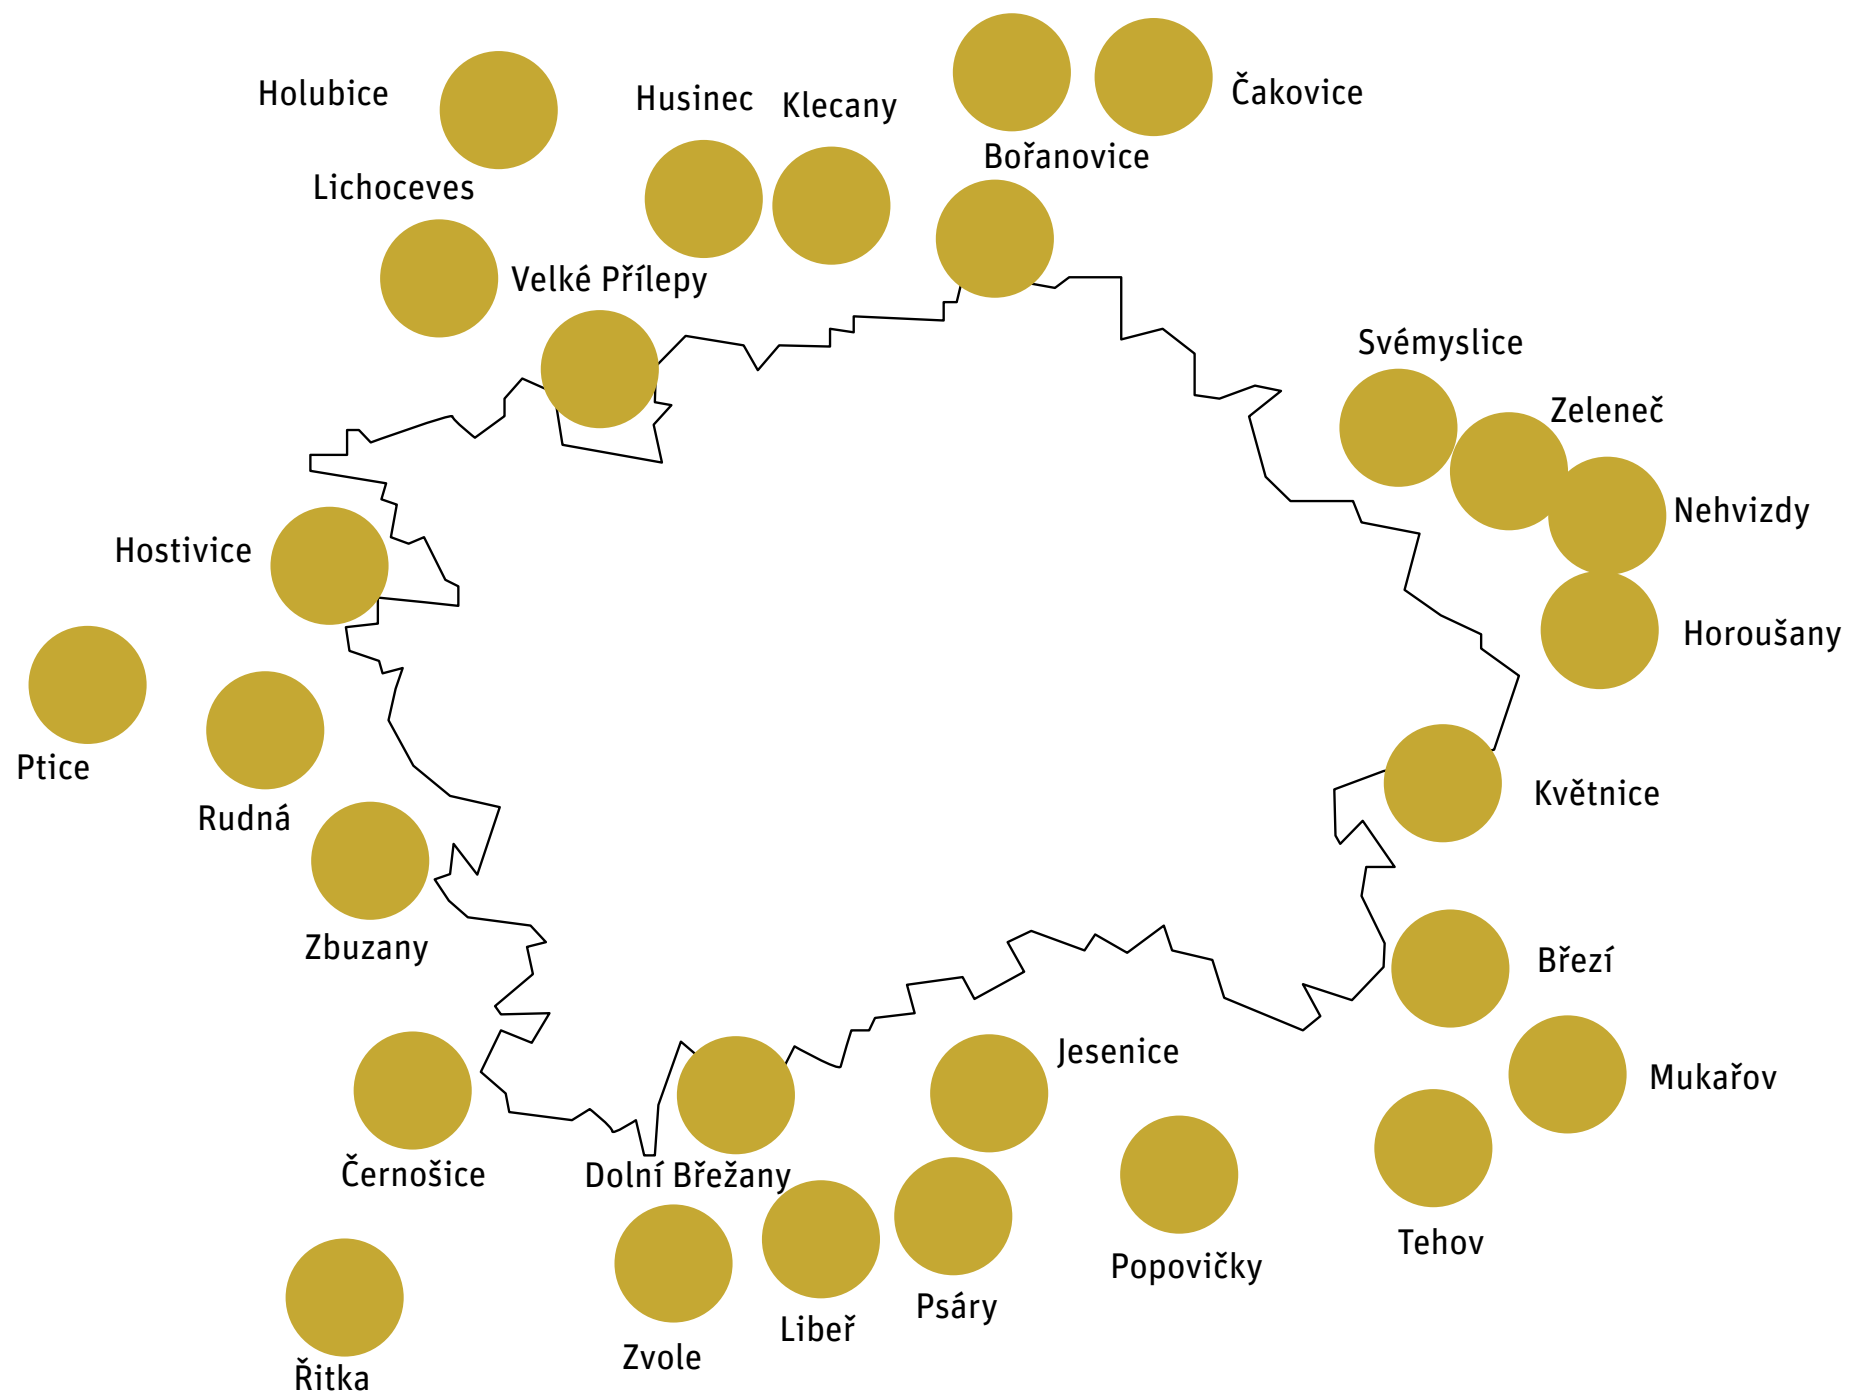 Holubice
Husinec
Klecany
Čakovice
Bořanovice
Lichoceves
Velké Přílepy
Svémyslice
Zeleneč
Nehvizdy
Hostivice
Horoušany
Ptice
Rudná
Květnice
Zbuzany
Březí
Jesenice
Mukařov
Černošice
Dolní Břežany
Tehov
Popovičky
Psáry
Libeř
Zvole
Řitka